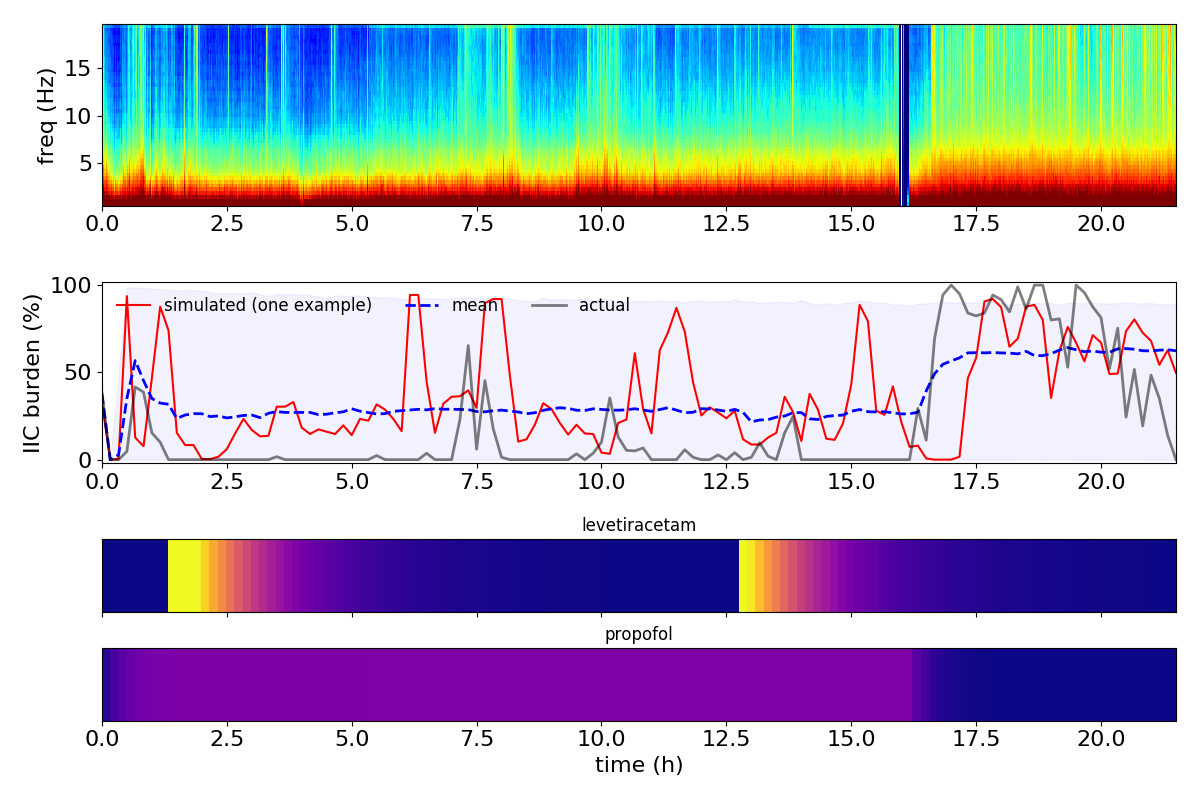 freq (Hz)
15
10
5
0.0 2.5 5.0 7.5 10.0 12.5 15.0 17.5 20.0
IIC burden (%)
100
50
0
simulated (one example) mean actual
0.0 2.5 5.0 7.5 10.0 12.5 15.0 17.5 20.0
levetiracetam
propofol
0.0 2.5 5.0 7.5 10.0 12.5 15.0 17.5 20.0
time (h)